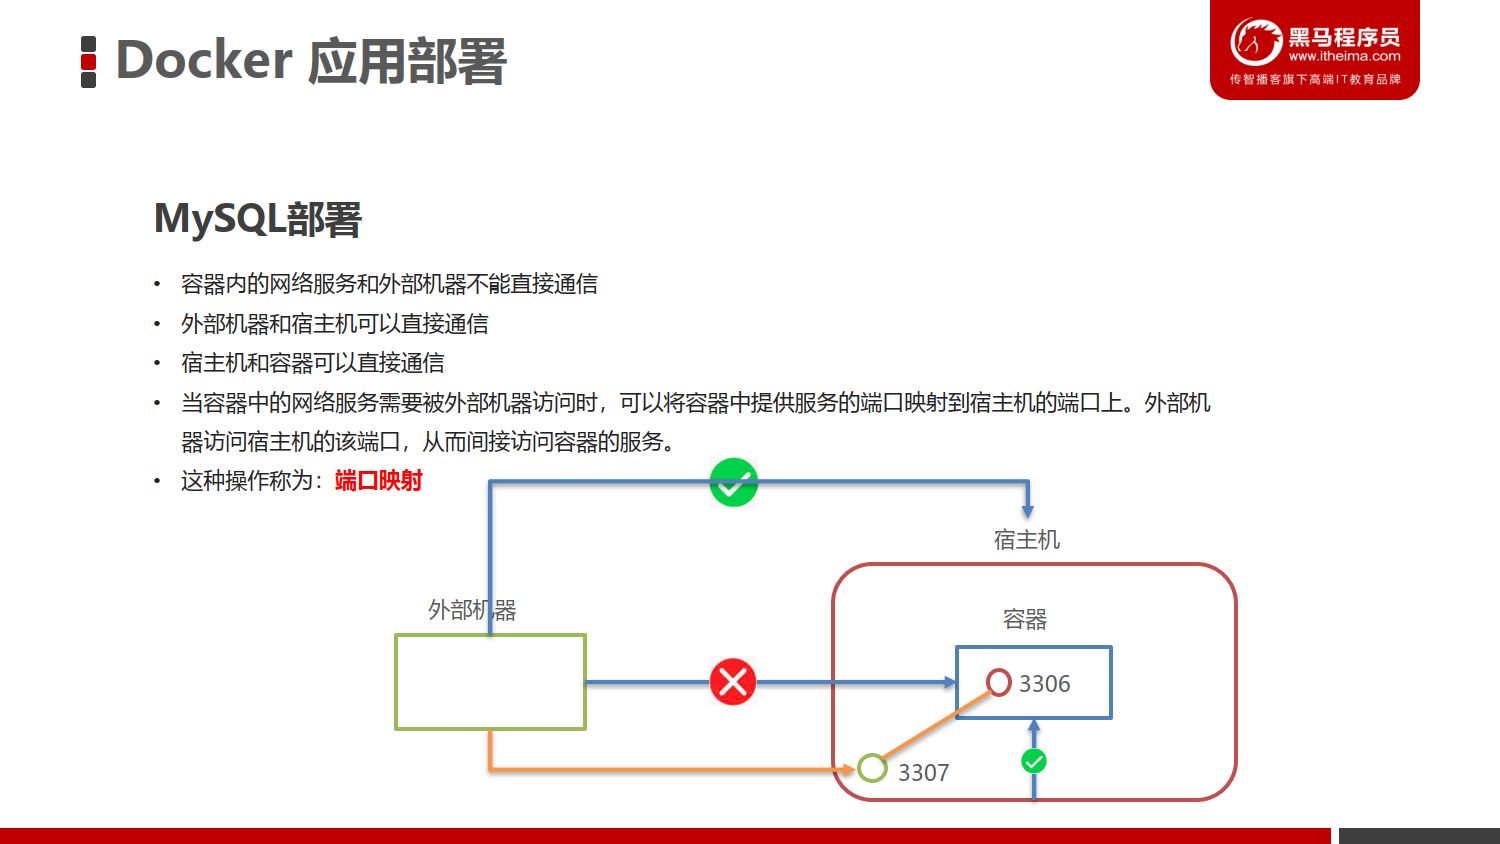 Docker 应用部署
黑马程序员
www.itheima.com
传智播客旗下高端IT教育品牌
MySQL部署
• 容器内的网络服务和外部机器不能直接通信
• 外部机器和宿主机可以直接通信
• 宿主机和容器可以直接通信
• 当容器中的网络服务需要被外部机器访问时，可以将容器中提供服务的端口映射到宿主机的端口上。外部机
器访问宿主机的该端口，从而间接访问容器的服务。
• 这种操作称为：端口映射
宿主机
外部机器
容器
3306
3307